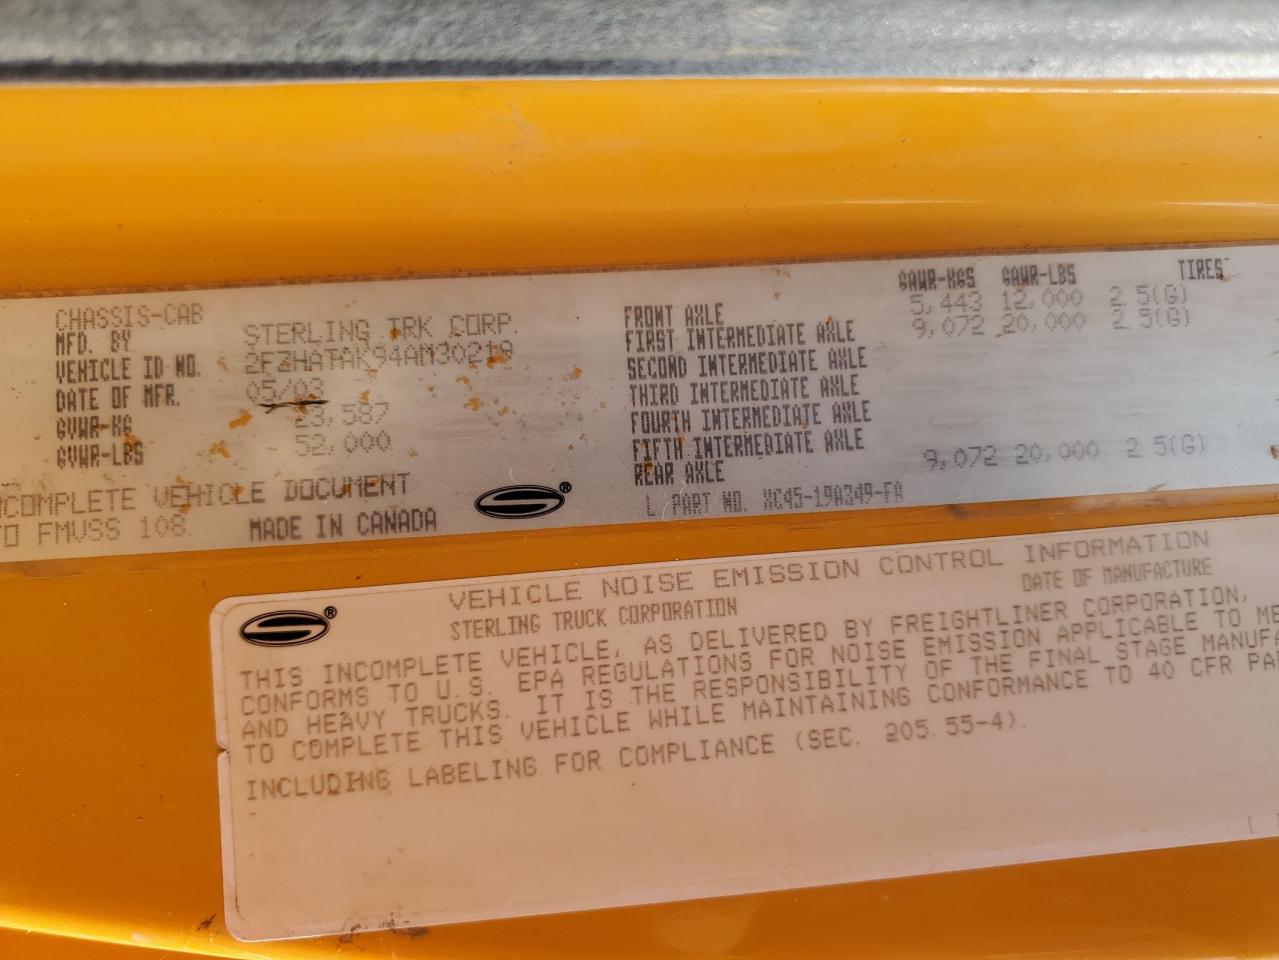 GAWR-KGS GAWR-LBS TIRES
CHASSIS-CAB
MFD. BY STERLING TRK CORP.
VEHICLE ID NO. 2FZHATAK94AM30219
DATE OF MFR. 05/03
GVWR-KG 23,587
GVWR-LBS 52,000
INCOMPLETE VEHICLE DOCUMENT
TO FMVSS 108. MADE IN CANADA
FRONT AXLE 5,443 12,000 2 5(G)
FIRST INTERMEDIATE AXLE 9,072 20,000 2 5(G)
SECOND INTERMEDIATE AXLE
THIRD INTERMEDIATE AXLE
FOURTH INTERMEDIATE AXLE
FIFTH INTERMEDIATE AXLE
REAR AXLE 9,072 20,000 2 5(G)
L PART NO. XC45-19A349-FA
VEHICLE NOISE EMISSION CONTROL INFORMATION
STERLING TRUCK CORPORATION DATE OF MANUFACTURE
THIS INCOMPLETE VEHICLE, AS DELIVERED BY FREIGHTLINER CORPORATION,
CONFORMS TO U.S. EPA REGULATIONS FOR NOISE EMISSION APPLICABLE TO ME
AND HEAVY TRUCKS. IT IS THE RESPONSIBILITY OF THE FINAL STAGE MANUFA
TO COMPLETE THIS VEHICLE WHILE MAINTAINING CONFORMANCE TO 40 CFR PA
INCLUDING LABELING FOR COMPLIANCE (SEC. 205.55-4).